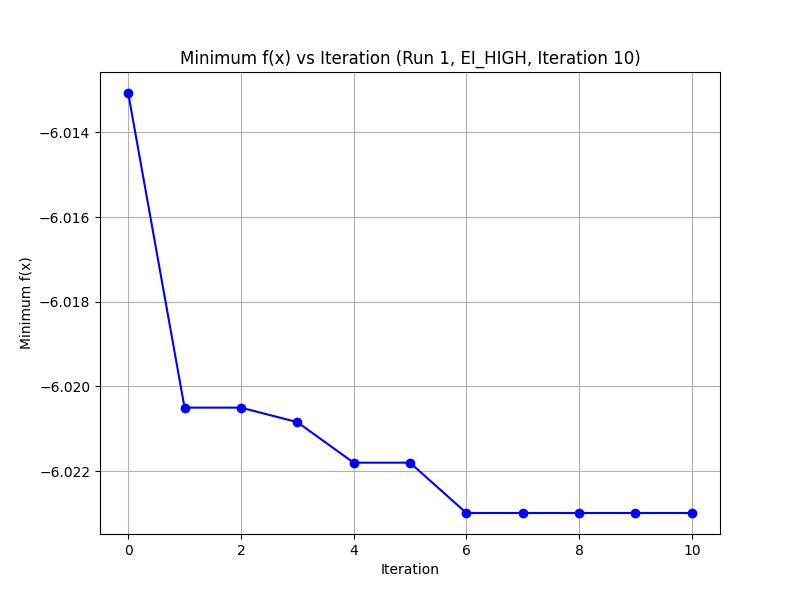 Minimum f(x) vs Iteration (Run 1, EI_HIGH, Iteration 10)
−6.014
−6.016
−6.018
−6.020
−6.022
Minimum f(x)
0 2 4 6 8 10
Iteration